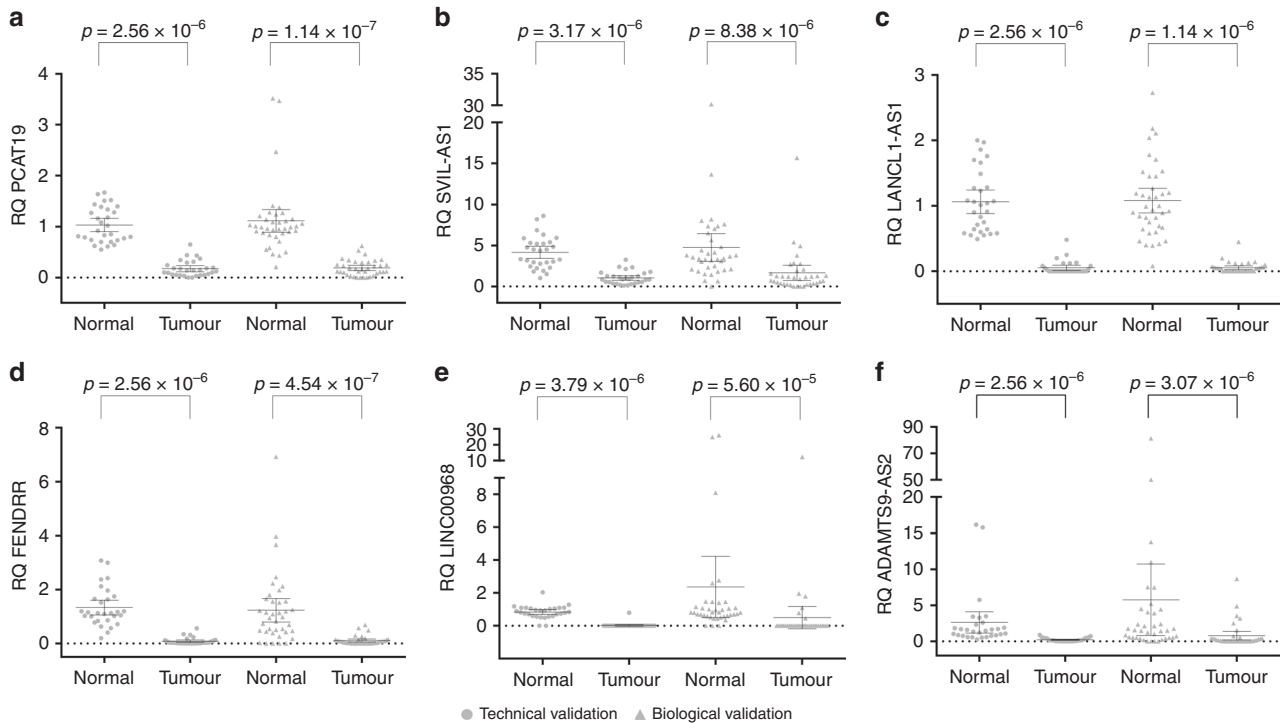 a
p = 2.56 × 10⁻⁶
p = 1.14 × 10⁻⁷
RQ PCAT19
4
3
2
1
0
Normal
Tumour
Normal
Tumour
b
p = 3.17 × 10⁻⁶
p = 8.38 × 10⁻⁶
RQ SVIL-AS1
35
30
20
15
10
5
0
Normal
Tumour
Normal
Tumour
c
p = 2.56 × 10⁻⁶
p = 1.14 × 10⁻⁶
RQ LANCL1-AS1
3
2
1
0
Normal
Tumour
Normal
Tumour
d
p = 2.56 × 10⁻⁶
p = 4.54 × 10⁻⁷
RQ FENDRR
8
6
4
2
0
Normal
Tumour
Normal
Tumour
e
p = 3.79 × 10⁻⁶
p = 5.60 × 10⁻⁵
RQ LINC00968
30
20
10
8
6
4
2
0
Normal
Tumour
Normal
Tumour
f
p = 2.56 × 10⁻⁶
p = 3.07 × 10⁻⁶
RQ ADAMTS9-AS2
90
70
50
20
15
10
5
0
Normal
Tumour
Normal
Tumour
Technical validation
Biological validation